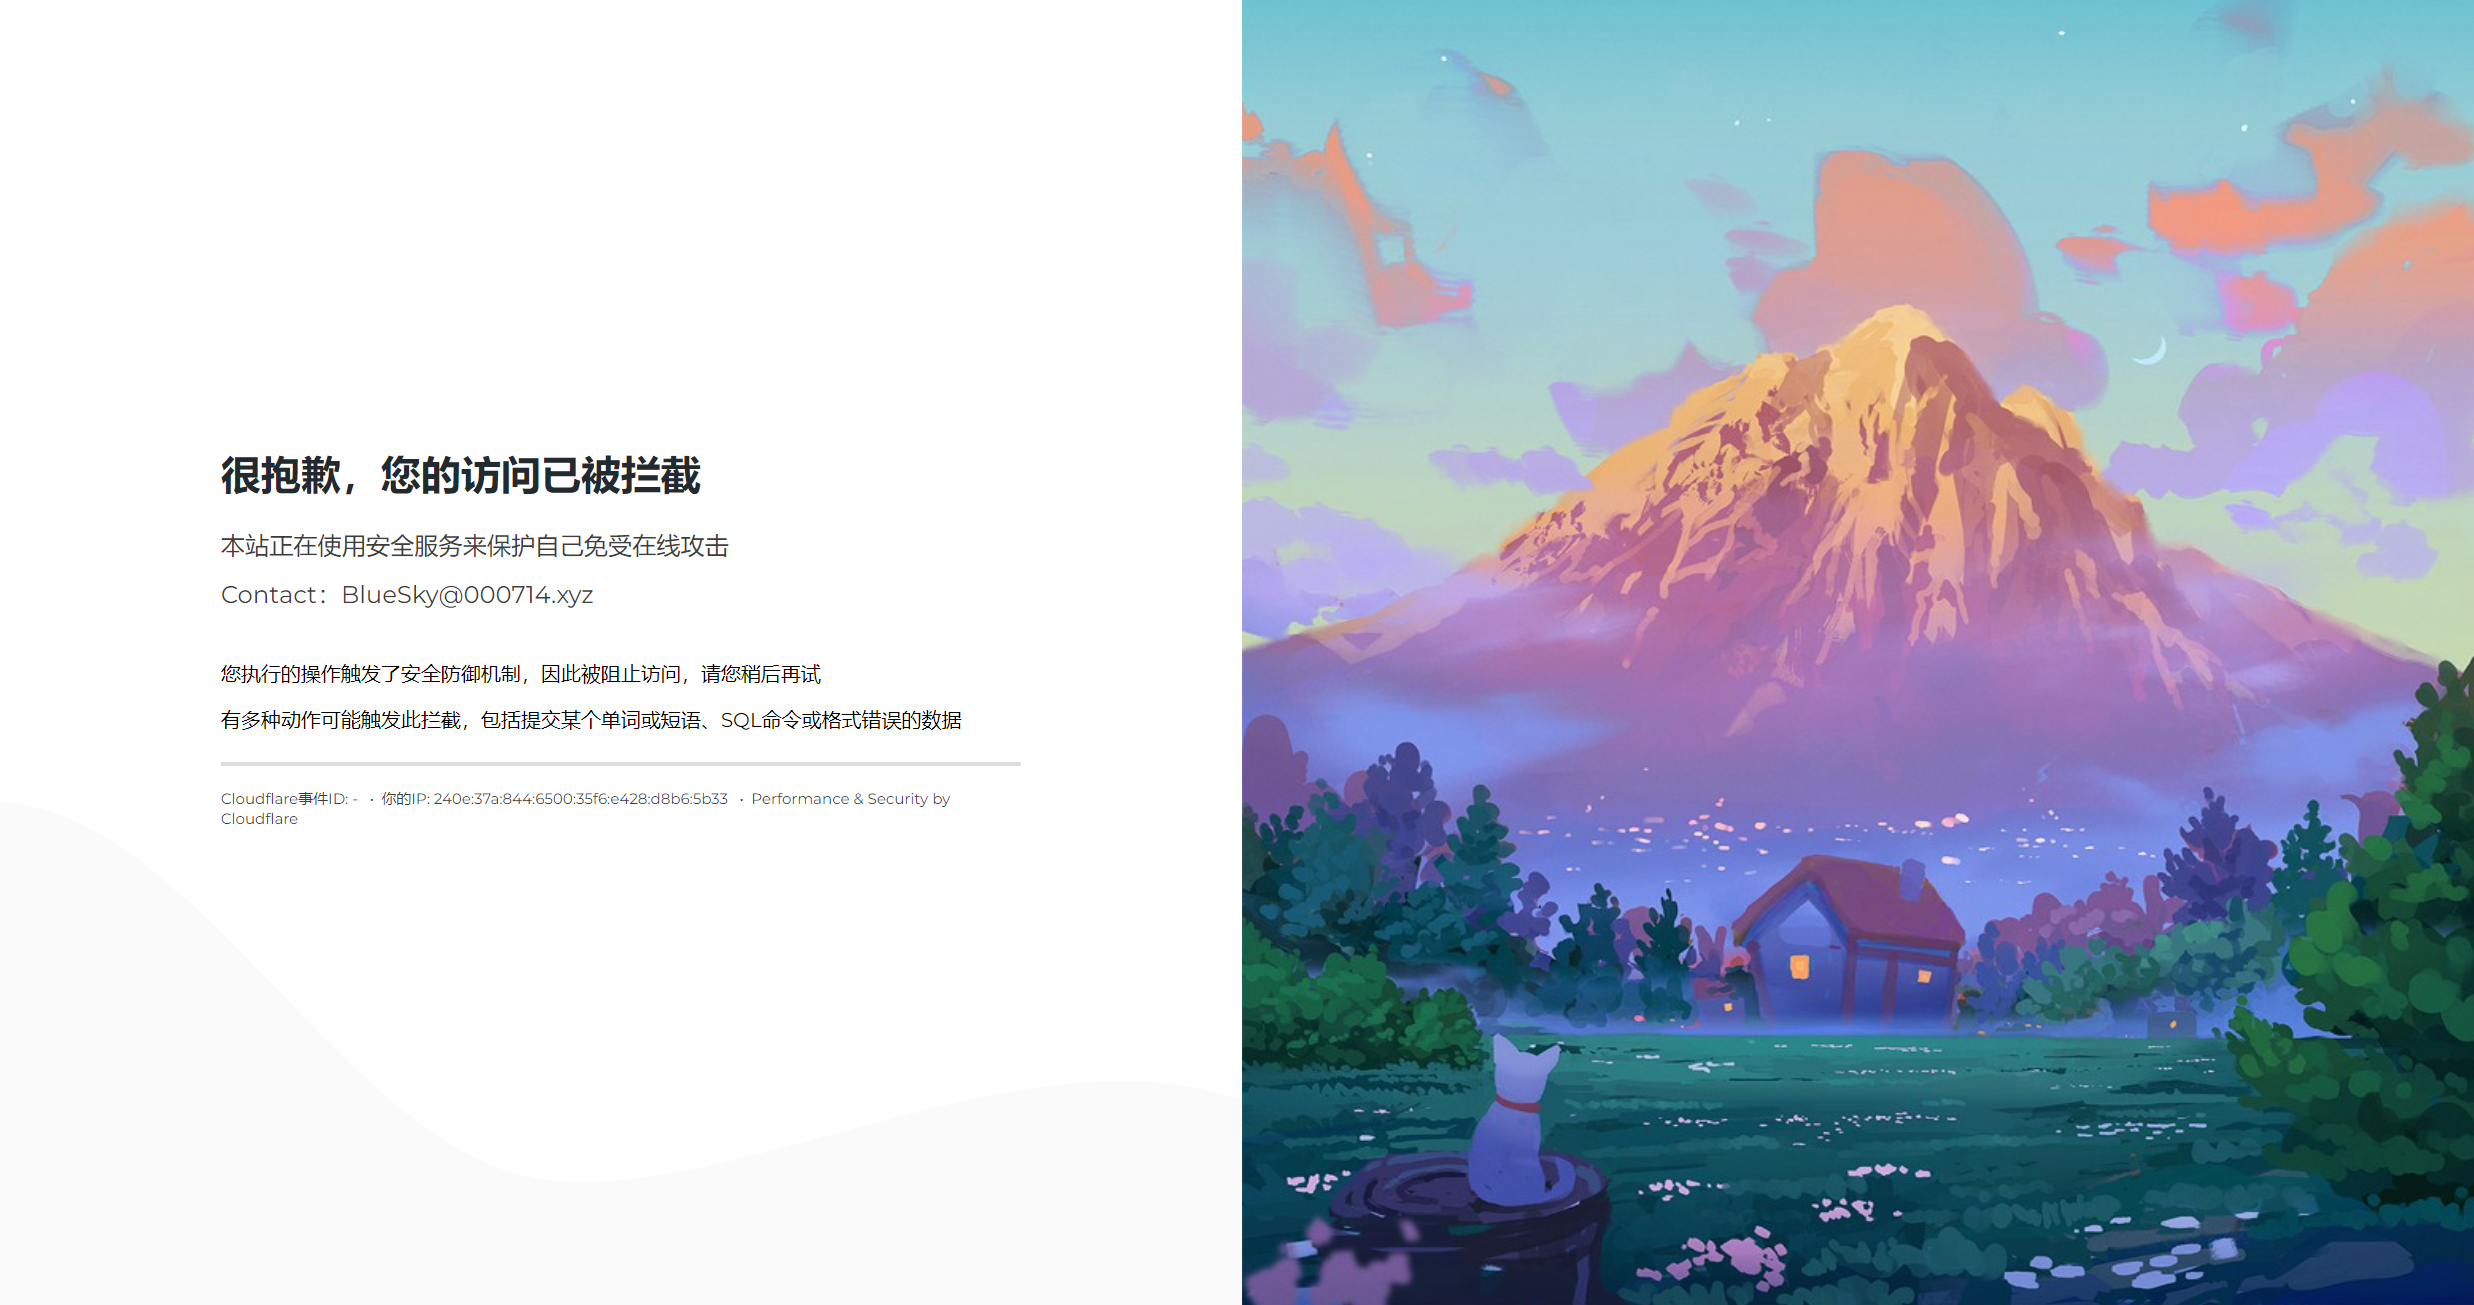 很抱歉，您的访问已被拦截
本站正在使用安全服务来保护自己免受在线攻击
Contact：BlueSky@000714.xyz
您执行的操作触发了安全防御机制，因此被阻止访问，请您稍后再试
有多种动作可能触发此拦截，包括提交某个单词或短语、SQL命令或格式错误的数据
Cloudflare事件ID: - • 你的IP: 240e:37a:844:6500:35f6:e428:d8b6:5b33 • Performance & Security by
Cloudflare